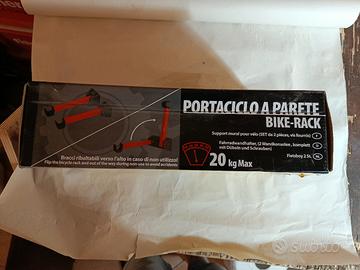 PORTACICLO A PARETE
BIKE-RACK
Support mural pour vélo (SET de 2 pièces, vis fournis)
F
Fahrradwandhalter, (2 Wandkonsolen, komplett
mit Dübeln und Schrauben)
D
Fietsboy 2 St.
NL
20 kg Max
Bracci ribaltabili verso l'alto in caso di non utilizzo!
Flip the bicycle rack and out of the way during non-use to avoid accidents
subito